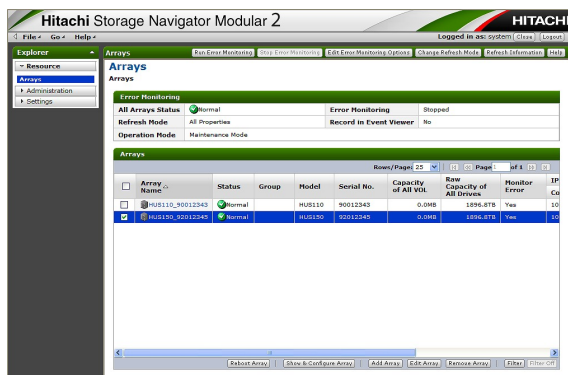 Hitachi Storage Navigator Modular 2
HITACHI
File Go Help
Logged in as: system Close Logout
Explorer
Resource
Arrays
Administration
Settings
Arrays Run Error Monitoring Stop Error Monitoring Edit Error Monitoring Options Change Refresh Mode Refresh Information Help
Arrays
Arrays
Error Monitoring
All Arrays Status Normal Error Monitoring Stopped
Refresh Mode All Properties Record in Event Viewer No
Operation Mode Maintenance Mode
Arrays
Rows/Page: 25 Page 1 of 1
Array Name Status Group Model Serial No. Capacity of All VOL Raw Capacity of All Drives Monitor Error IP Co
HUS110_90012343 Normal HUS110 90012343 0.0MB 1896.8TB Yes 10
HUS150_92012345 Normal HUS150 92012345 0.0MB 1896.8TB Yes 10
Reboot Array Show & Configure Array Add Array Edit Array Remove Array Filter Filter Off